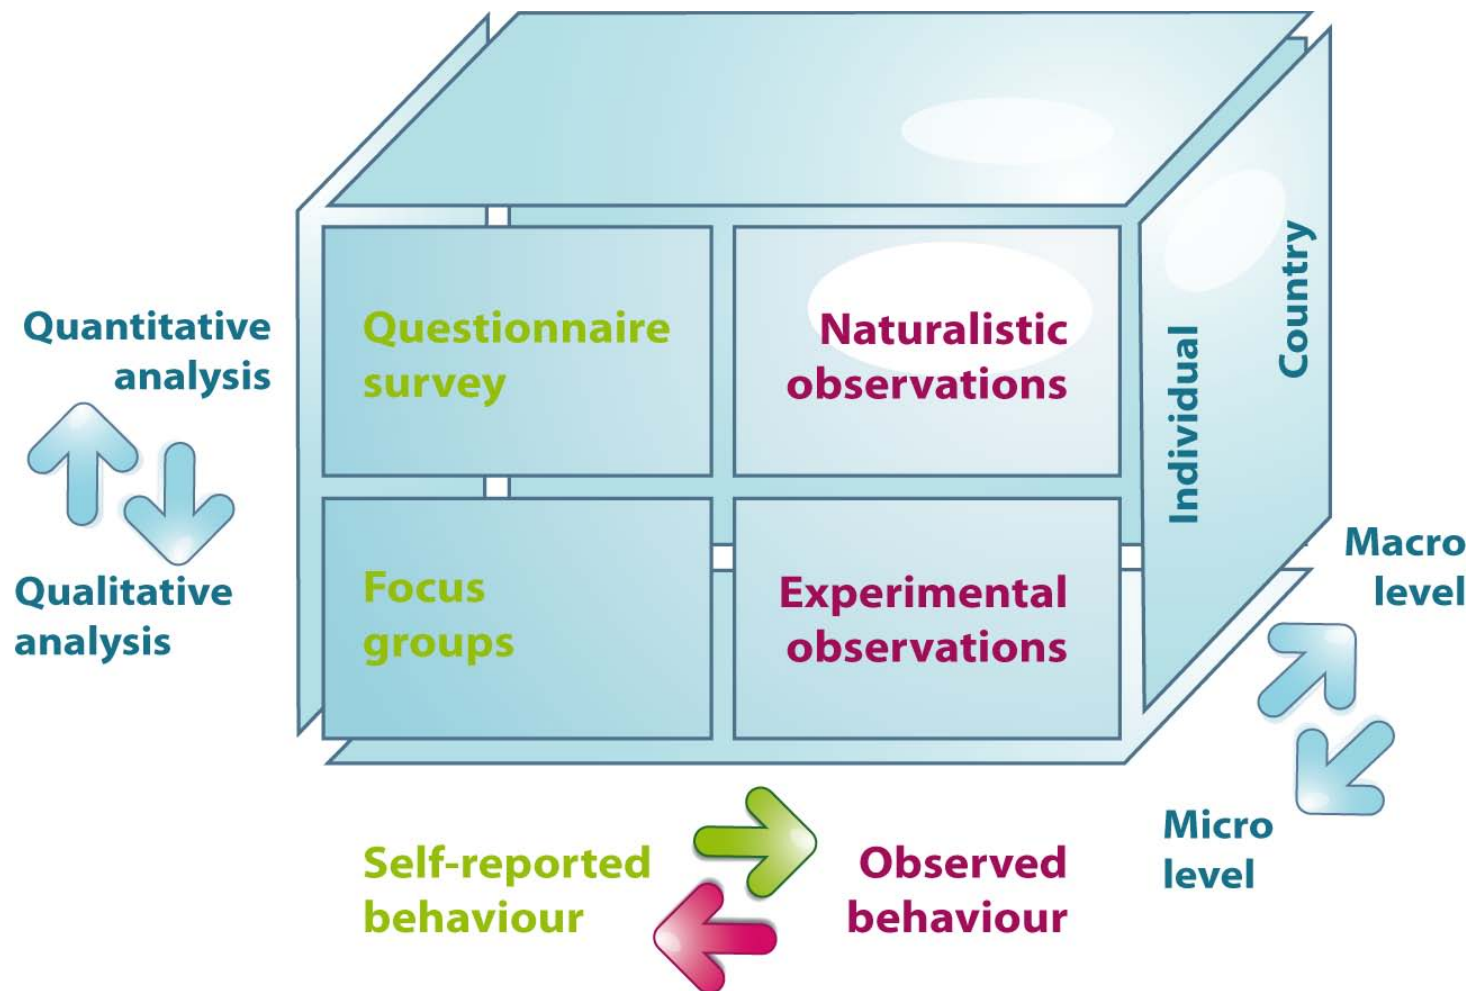 Quantitative
analysis
Qualitative
analysis
Questionnaire
survey
Naturalistic
observations
Focus
groups
Experimental
observations
Individual
Country
Macro
level
Micro
level
Self-reported
behaviour
Observed
behaviour